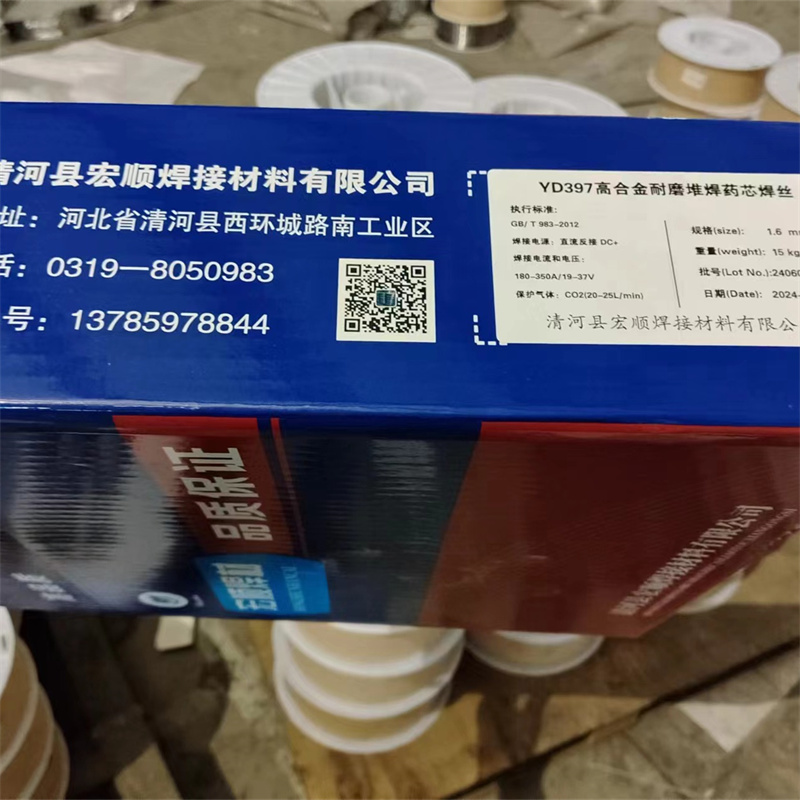 清河县宏顺焊接材料有限公司
址：河北省清河县西环城路南工业区
话：0319—8050983
号：13785978844
YD397高合金耐磨堆焊药芯焊丝
执行标准：
GB/ T 983-2012
焊接电源：直流反接 DC+
焊接电流和电压：
180-350A/19-37V
保护气体：CO2(20-25L/min)
规格(size): 1.6 m
重量(weight): 15 kg
批号(Lot No.):24060
日期(Date): 2024-
清河县宏顺焊接材料有限公
品质保证